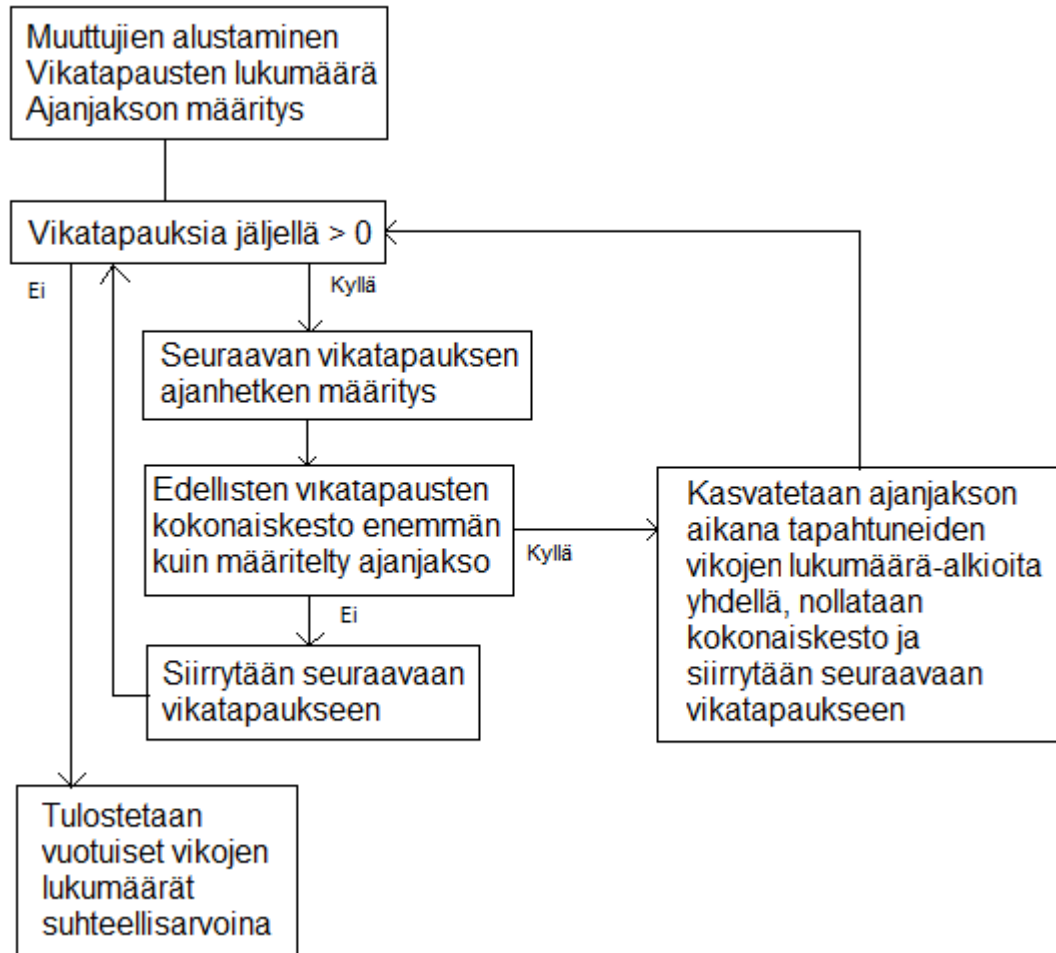 Muuttujien alustaminen
Vikatapausten lukumäärä
Ajanjakson määritys
Vikatapauksia jäljellä > 0
Ei
Kyllä
Seuraavan vikatapauksen
ajanhetken määritys
Edellisten vikatapausten
kokonaiskesto enemmän
kuin määritelty ajanjakso
Kyllä
Ei
Siirrytään seuraavaan
vikatapaukseen
Kasvatetaan ajanjakson
aikana tapahtuneiden
vikojen lukumäärä-alkioita
yhdellä, nollataan
kokonaiskesto ja
siirrytään seuraavaan
vikatapaukseen
Tulostetaan
vuotuiset vikojen
lukumäärät
suhteellisarvoina